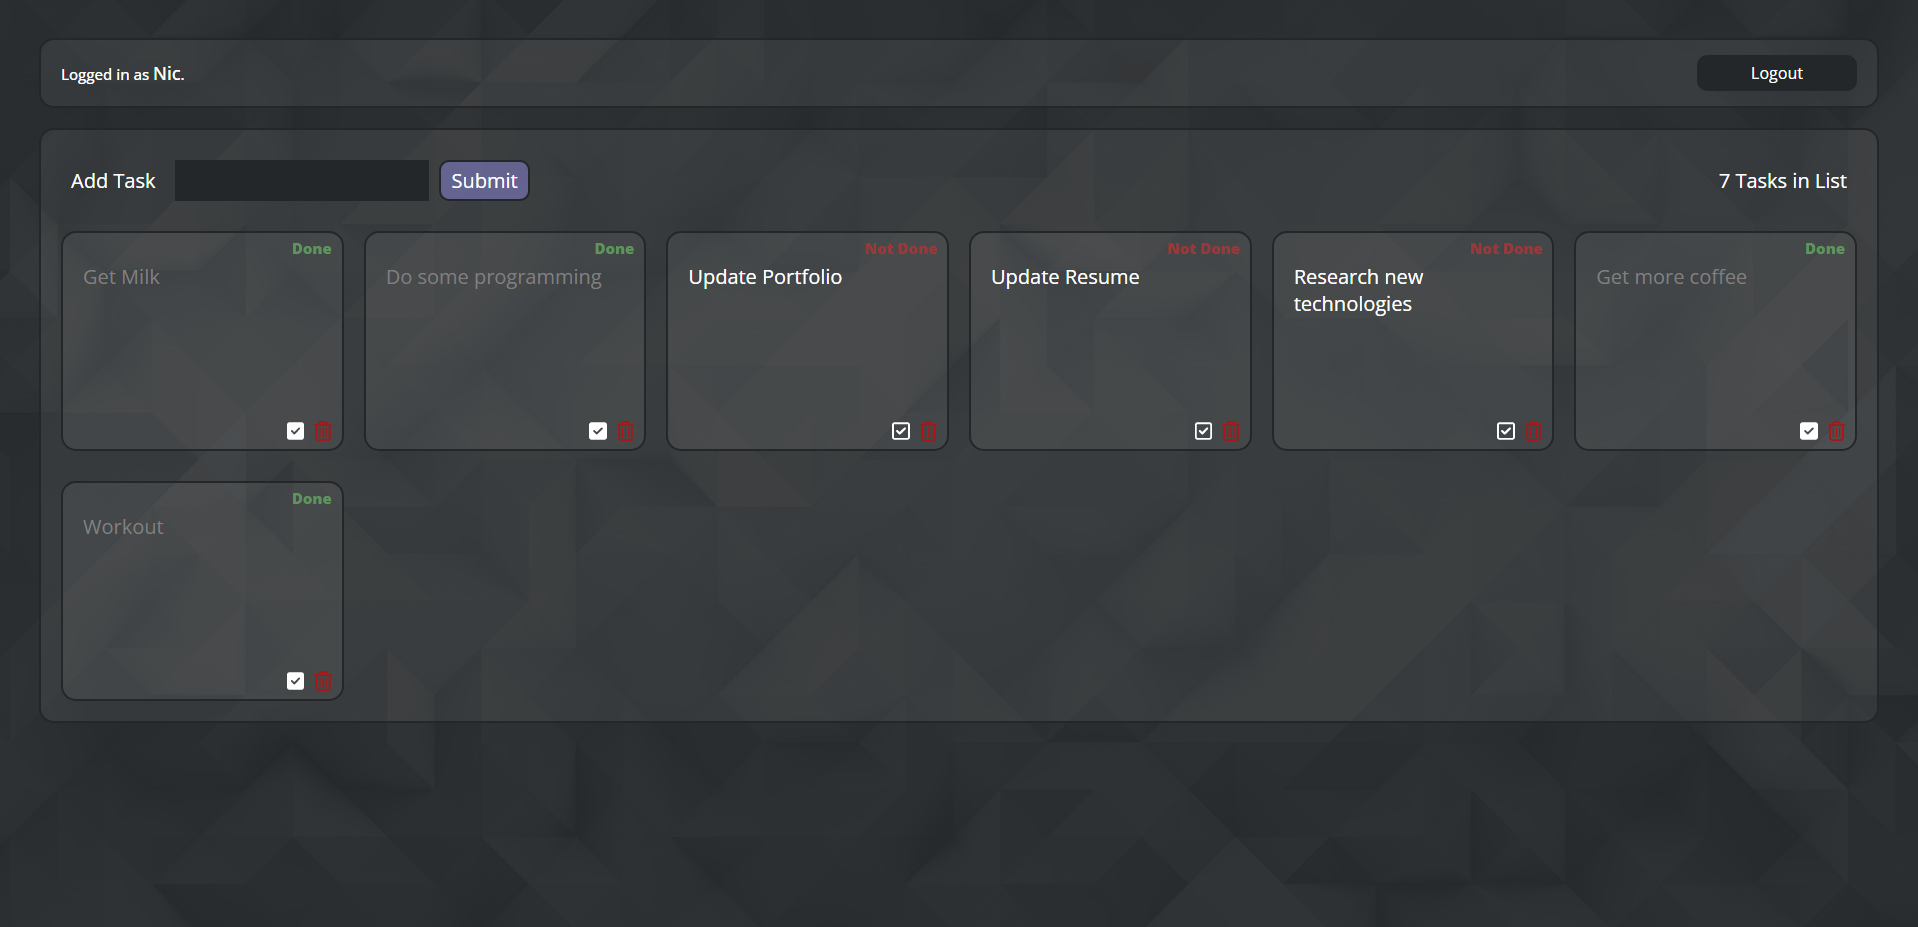 Logged in as Nic.
Logout
Add Task
Submit
7 Tasks in List
Done
Get Milk
Done
Do some programming
Not Done
Update Portfolio
Not Done
Update Resume
Not Done
Research new
technologies
Done
Get more coffee
Done
Workout